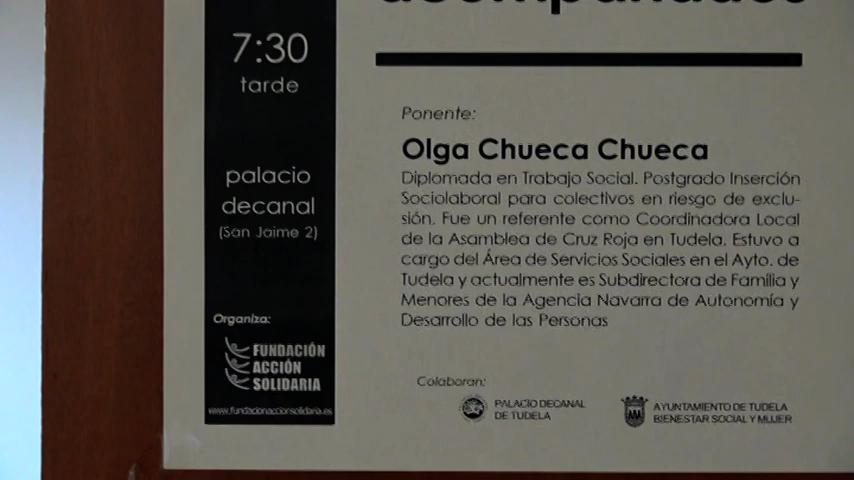 acompañados
7:30
tarde
palacio
decanal
(San Jaime 2)
Organiza:
FUNDACIÓN
ACCIÓN
SOLIDARIA
www.fundacionaccionsolidaria.es
Ponente:
Olga Chueca Chueca
Diplomada en Trabajo Social. Postgrado Inserción
Sociolaboral para colectivos en riesgo de exclu-
sión. Fue un referente como Coordinadora Local
de la Asamblea de Cruz Roja en Tudela. Estuvo a
cargo del Área de Servicios Sociales en el Ayto. de
Tudela y actualmente es Subdirectora de Família y
Menores de la Agencia Navarra de Autonomía y
Desarrollo de las Personas
Colaboran:
PALACIO DECANAL
DE TUDELA
AYUNTAMIENTO DE TUDELA
BIENESTAR SOCIAL Y MUJER